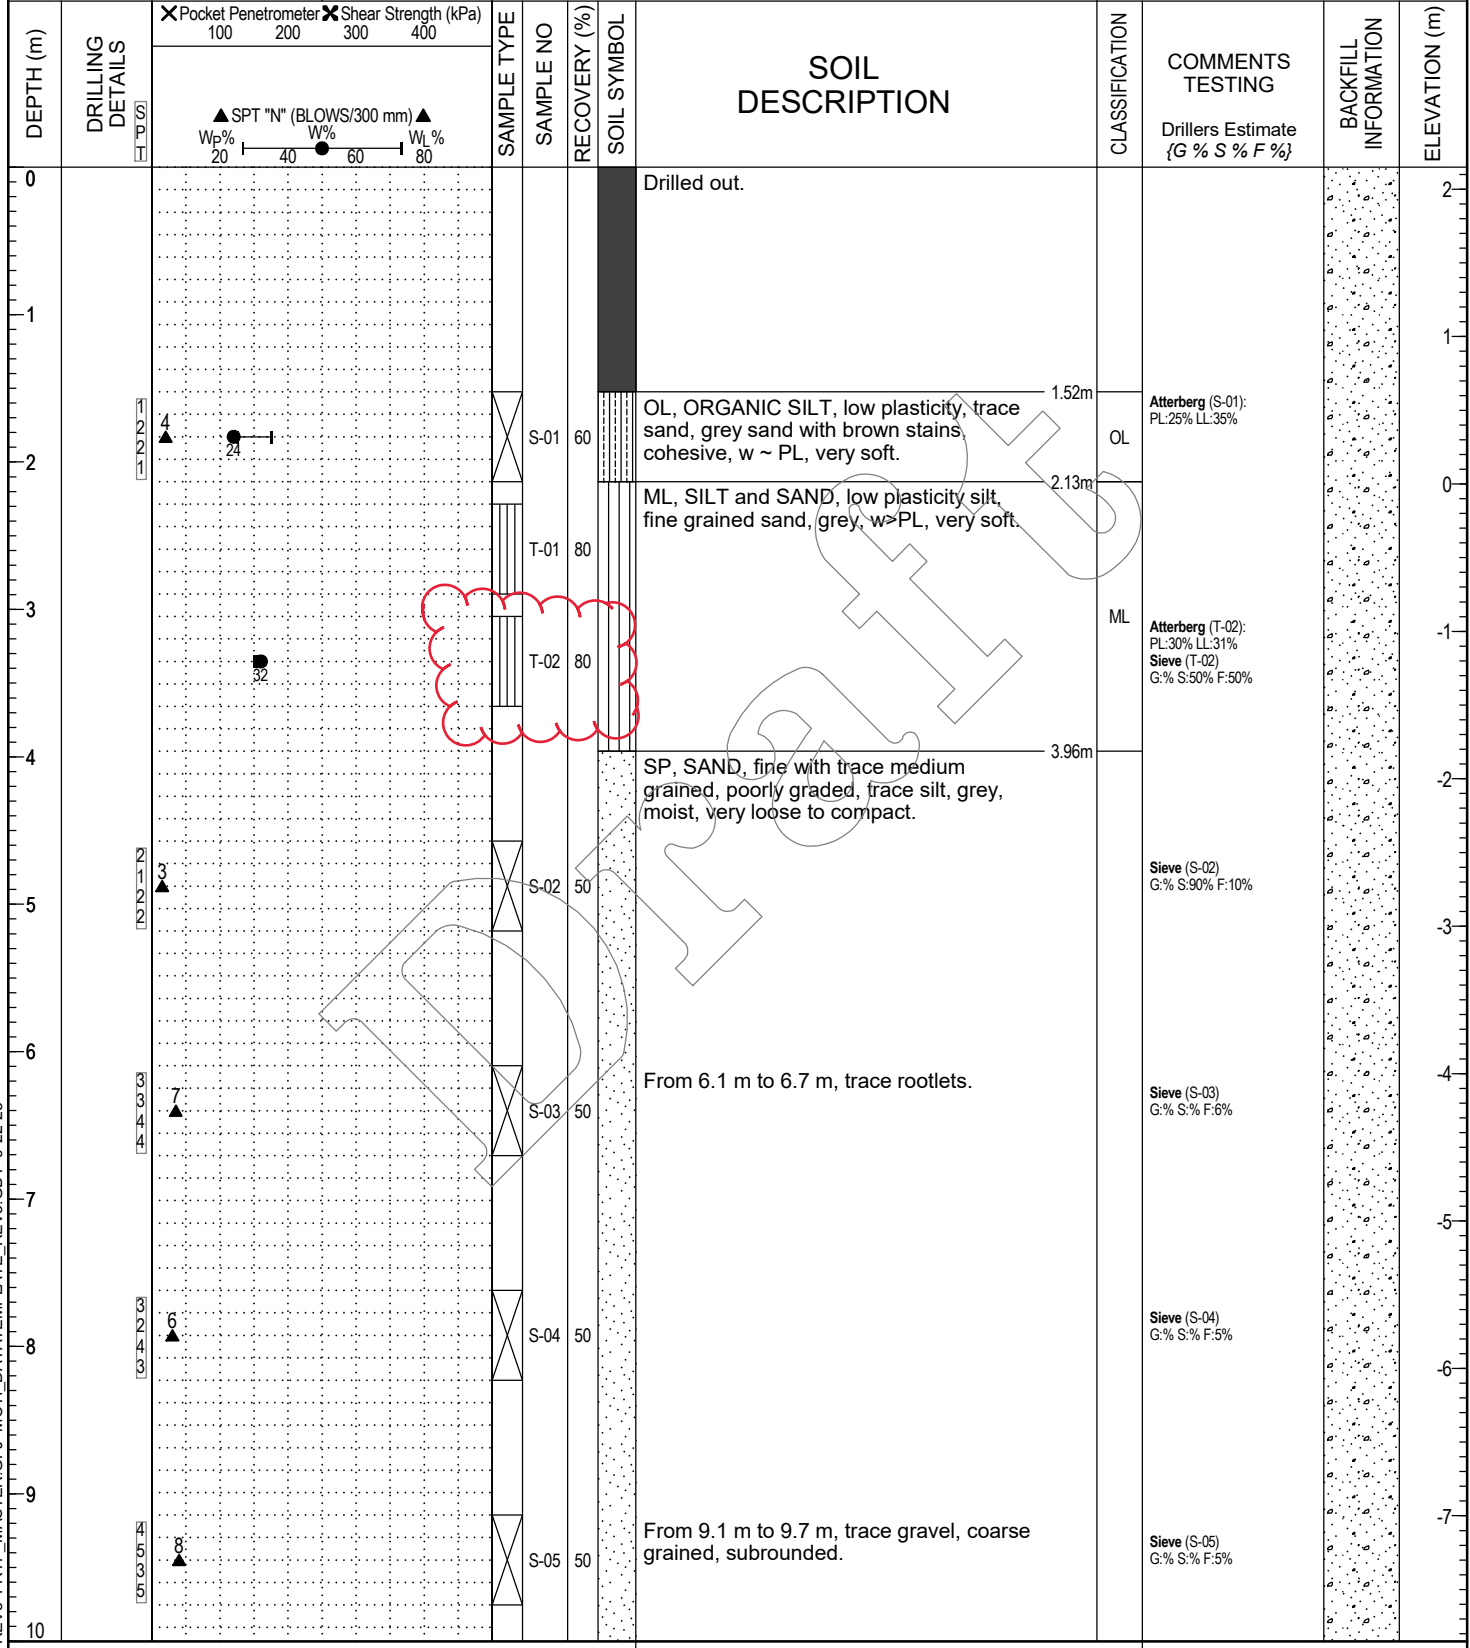 DEPTH (m)
DRILLING DETAILS
Pocket Penetrometer Shear Strength (kPa)
100 200 300 400
SPT "N" (BLOWS/300 mm)
WP% W% WL%
20 40 60 80
SPT
SAMPLE TYPE
SAMPLE NO
RECOVERY (%)
SOIL SYMBOL
SOIL
DESCRIPTION
CLASSIFICATION
COMMENTS
TESTING
Drillers Estimate
{G % S % F %}
BACKFILL INFORMATION
ELEVATION (m)
0
Drilled out.
2
1
1
1.52m
1
2
2
1
4
24
S-01 60
OL, ORGANIC SILT, low plasticity, trace
sand, grey sand with brown stains,
cohesive, w ~ PL, very soft.
OL
Atterberg (S-01):
PL:25% LL:35%
2
2.13m
0
ML, SILT and SAND, low plasticity silt,
fine grained sand, grey, w>PL, very soft.
T-01 80
3
ML
-1
32
T-02 80
Atterberg (T-02):
PL:30% LL:31%
Sieve (T-02)
G:% S:50% F:50%
4
3.96m
-2
SP, SAND, fine with trace medium
grained, poorly graded, trace silt, grey,
moist, very loose to compact.
2
1
2
2
3
S-02 50
Sieve (S-02)
G:% S:90% F:10%
5
-3
6
-4
3
3
4
4
7
S-03 50
From 6.1 m to 6.7 m, trace rootlets.
Sieve (S-03)
G:% S:% F:6%
7
-5
3
2
4
3
6
S-04 50
Sieve (S-04)
G:% S:% F:5%
8
-6
9
-7
4
5
3
5
8
S-05 50
From 9.1 m to 9.7 m, trace gravel, coarse
grained, subrounded.
Sieve (S-05)
G:% S:% F:5%
10
Draft